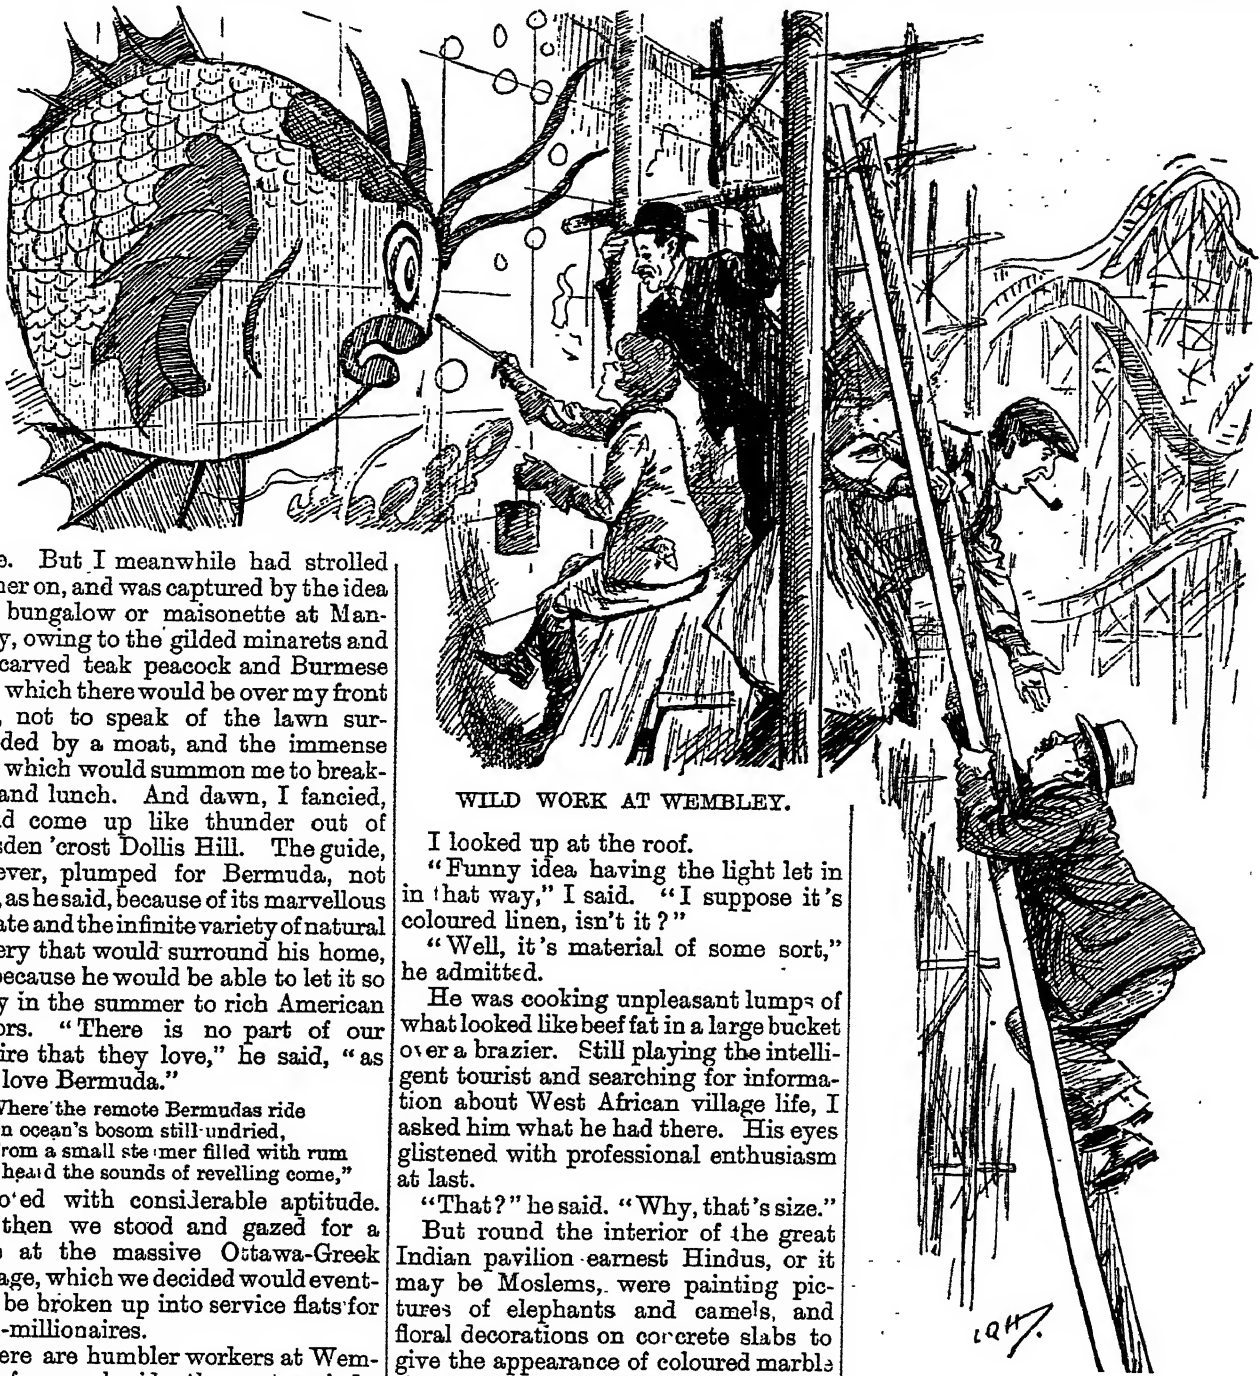 e. But I meanwhile had strolled
her on, and was captured by the idea
bungalow or maisonette at Man-
y, owing to the gilded minarets and
carved teak peacock and Burmese
which there would be over my front
, not to speak of the lawn sur-
ded by a moat, and the immense
which would summon me to break-
and lunch. And dawn, I fancied,
ld come up like thunder out of
sden 'crost Dollis Hill. The guide,
ever, plumped for Bermuda, not
, as he said, because of its marvellous
ate and the infinite variety of natural
ery that would surround his home,
because he would be able to let it so
y in the summer to rich American
ors. "There is no part of our
ire that they love," he said, "as
love Bermuda."
Where the remote Bermudas ride
n ocean's bosom still-undried,
rom a small steamer filled with rum
heard the sounds of revelling come,"
o'ed with considerable aptitude.
then we stood and gazed for a
e at the massive Ottawa-Greek
age, which we decided would event-
be broken up into service flats for
-millionaires.
ere are humbler workers at Wem-
WILD WORK AT WEMBLEY.
I looked up at the roof.
"Funny idea having the light let in
in that way," I said. "I suppose it's
coloured linen, isn't it?"
"Well, it's material of some sort,"
he admitted.
He was cooking unpleasant lumps of
what looked like beef fat in a large bucket
over a brazier. Still playing the intelli-
gent tourist and searching for informa-
tion about West African village life, I
asked him what he had there. His eyes
glistened with professional enthusiasm
at last.
"That?" he said. "Why, that's size."
But round the interior of the great
Indian pavilion earnest Hindus, or it
may be Moslems, were painting pic-
tures of elephants and camels, and
floral decorations on concrete slabs to
give the appearance of coloured marble